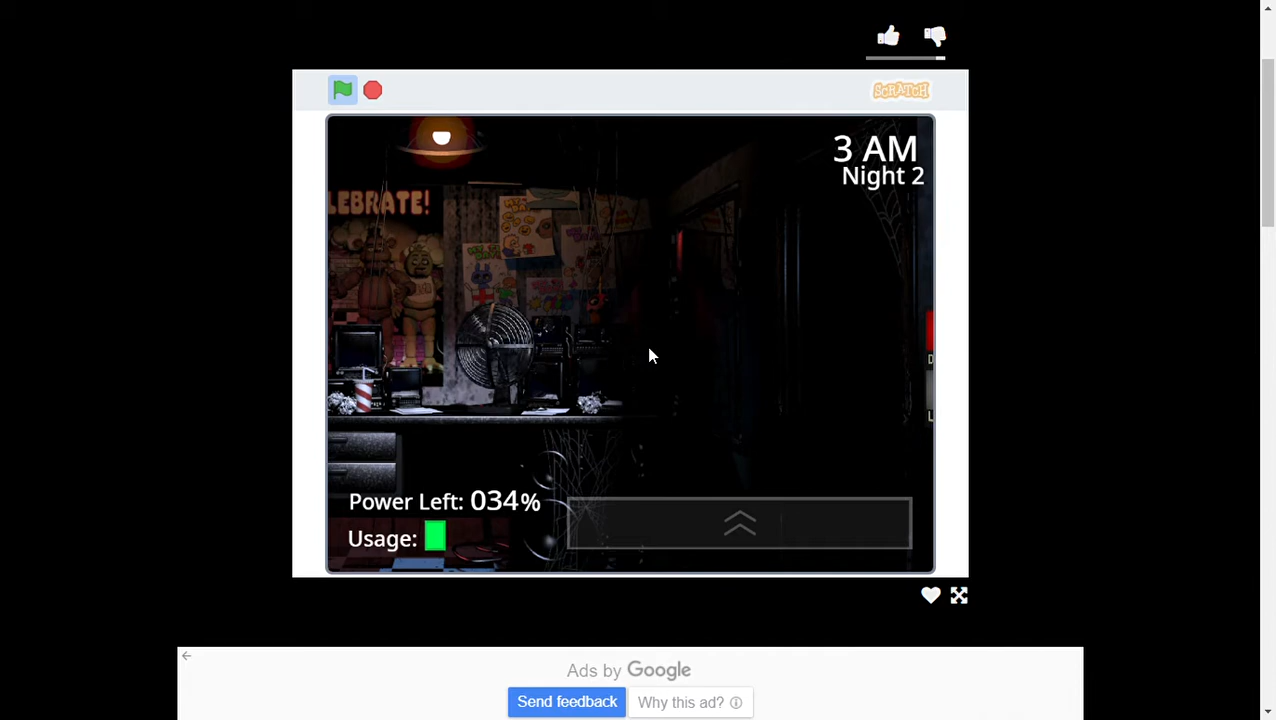 SCRATCH
3 AM
Night 2
LEBRATE!
Power Left: 034%
Usage:
Ads by Google
Send feedback
Why this ad?